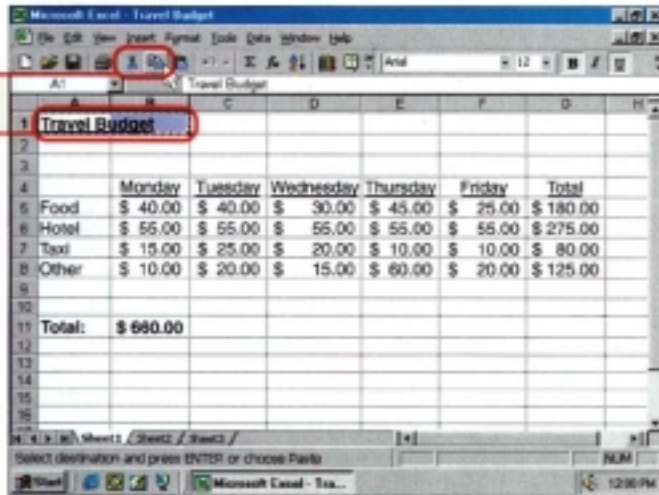 Microsoft Excel - Travel Budget
File Edit View Insert Format Tools Data Window Help
Arial 12 B I U
A1 Travel Budget
A B C D E F G H
1 Travel Budget
2
3
4 Monday Tuesday Wednesday Thursday Friday Total
5 Food $ 40.00 $ 40.00 $ 30.00 $ 45.00 $ 25.00 $ 180.00
6 Hotel $ 55.00 $ 55.00 $ 55.00 $ 55.00 $ 55.00 $ 275.00
7 Taxi $ 15.00 $ 25.00 $ 20.00 $ 10.00 $ 10.00 $ 80.00
8 Other $ 10.00 $ 20.00 $ 15.00 $ 60.00 $ 20.00 $ 125.00
9
10
11 Total: $ 660.00
12
13
14
15
16
Sheet1 Sheet2 Sheet3
Select destination and press ENTER or choose Paste NUM
Start Microsoft Excel - Tra... 12:00 PM